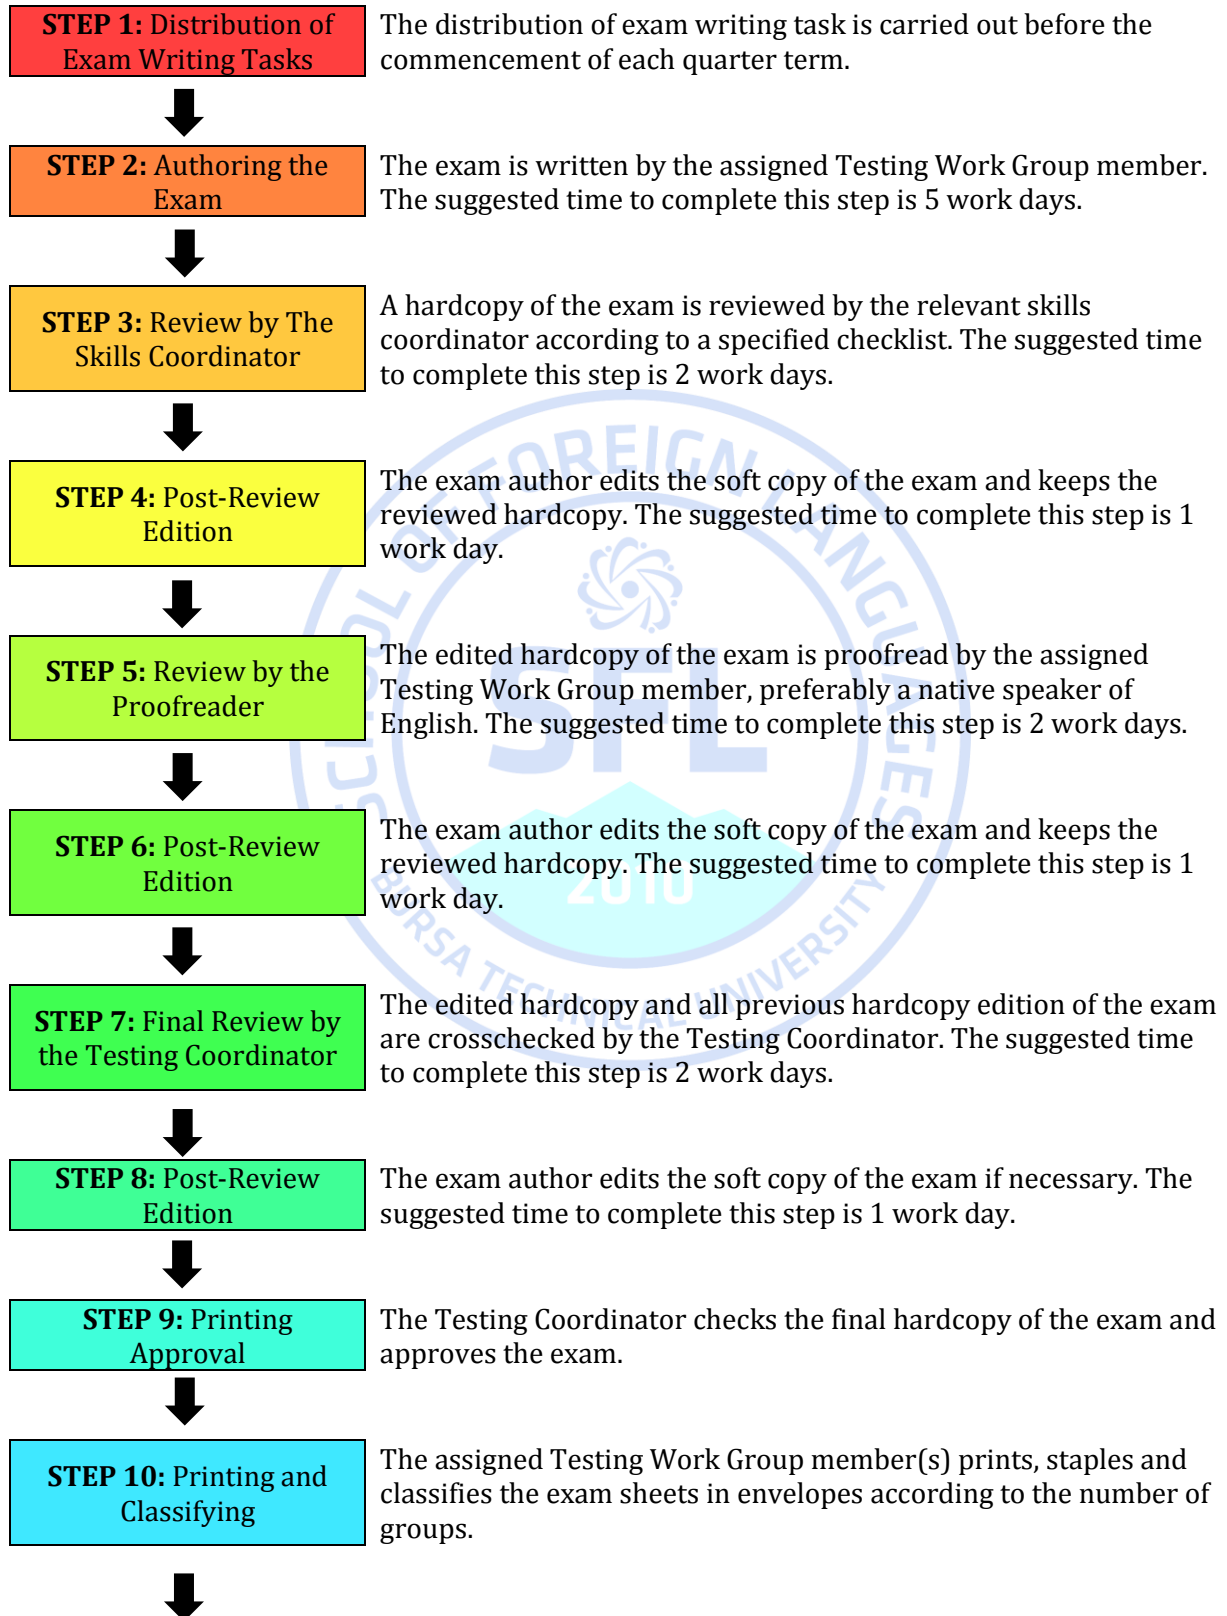 STEP 1: Distribution of
Exam Writing Tasks
The distribution of exam writing task is carried out before the
commencement of each quarter term.
STEP 2: Authoring the
Exam
The exam is written by the assigned Testing Work Group member.
The suggested time to complete this step is 5 work days.
STEP 3: Review by The
Skills Coordinator
A hardcopy of the exam is reviewed by the relevant skills
coordinator according to a specified checklist. The suggested time
to complete this step is 2 work days.
STEP 4: Post-Review
Edition
The exam author edits the soft copy of the exam and keeps the
reviewed hardcopy. The suggested time to complete this step is 1
work day.
STEP 5: Review by the
Proofreader
The edited hardcopy of the exam is proofread by the assigned
Testing Work Group member, preferably a native speaker of
English. The suggested time to complete this step is 2 work days.
STEP 6: Post-Review
Edition
The exam author edits the soft copy of the exam and keeps the
reviewed hardcopy. The suggested time to complete this step is 1
work day.
STEP 7: Final Review by
the Testing Coordinator
The edited hardcopy and all previous hardcopy edition of the exam
are crosschecked by the Testing Coordinator. The suggested time
to complete this step is 2 work days.
STEP 8: Post-Review
Edition
The exam author edits the soft copy of the exam if necessary. The
suggested time to complete this step is 1 work day.
STEP 9: Printing
Approval
The Testing Coordinator checks the final hardcopy of the exam and
approves the exam.
STEP 10: Printing and
Classifying
The assigned Testing Work Group member(s) prints, staples and
classifies the exam sheets in envelopes according to the number of
groups.
SCHOOL OF FOREIGN LANGUAGES
SFL
2010
BURSA TECHNICAL UNIVERSITY